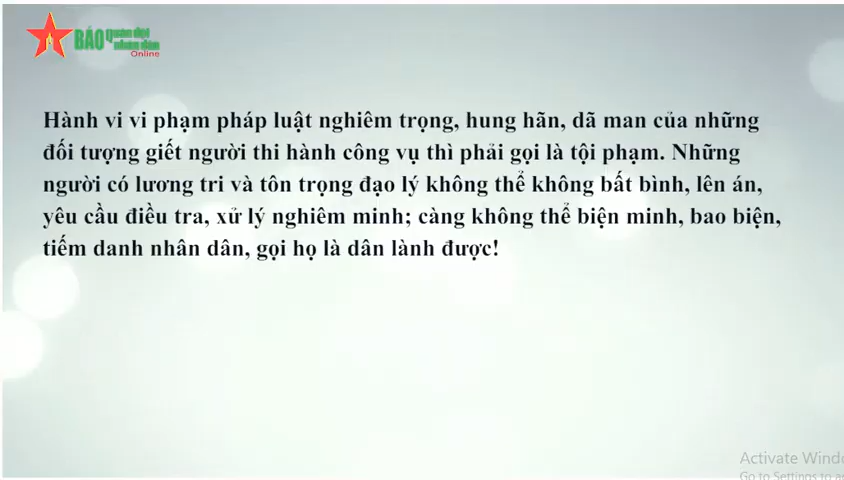 BÁO quân đội
nhân dân
Online
Hành vi vi phạm pháp luật nghiêm trọng, hung hãn, dã man của những
đối tượng giết người thi hành công vụ thì phải gọi là tội phạm. Những
người có lương tri và tôn trọng đạo lý không thể không bất bình, lên án,
yêu cầu điều tra, xử lý nghiêm minh; càng không thể biện minh, bao biện,
tiếm danh nhân dân, gọi họ là dân lành được!
Activate Windo
Go to Settings to a